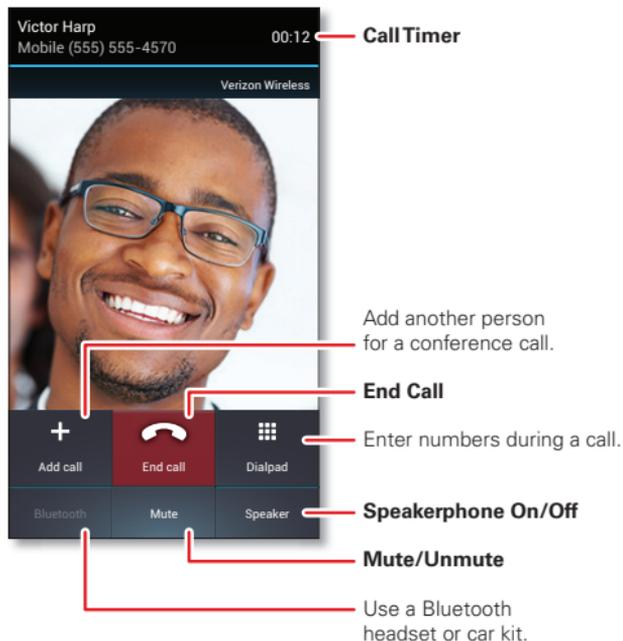 Victor Harp
Mobile (555) 555-4570
00:12
Call Timer
Verizon Wireless
Add another person
for a conference call.
End Call
Enter numbers during a call.
Add call
End call
Dialpad
Bluetooth
Mute
Speaker
Speakerphone On/Off
Mute/Unmute
Use a Bluetooth
headset or car kit.